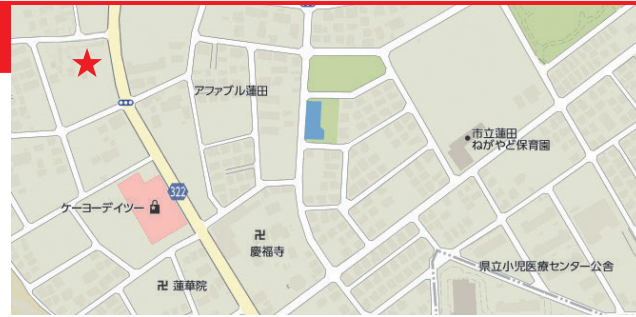 アファブル蓮田
市立蓮田
ねがやど保育園
322
ケーヨーデイツー
慶福寺
県立小児医療センター公舎
蓮華院